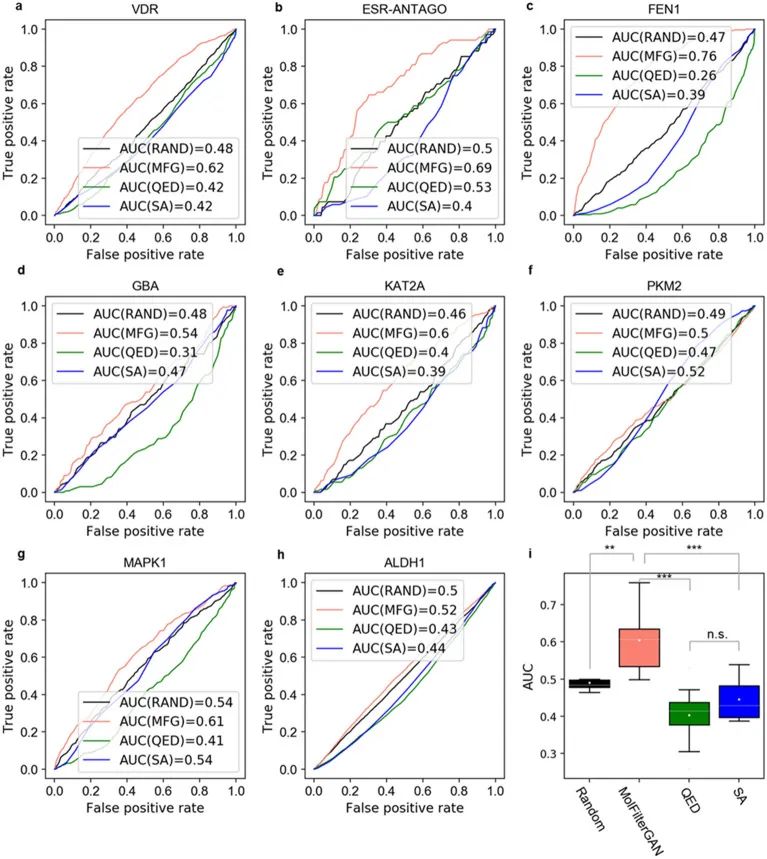 a
VDR
True positive rate
1.0
0.8
0.6
0.4
0.2
0.0
AUC(RAND)=0.48
AUC(MFG)=0.62
AUC(QED)=0.42
AUC(SA)=0.42
0.0 0.2 0.4 0.6 0.8 1.0
False positive rate
b
ESR-ANTAGO
True positive rate
1.0
0.8
0.6
0.4
0.2
0.0
AUC(RAND)=0.5
AUC(MFG)=0.69
AUC(QED)=0.53
AUC(SA)=0.4
0.0 0.2 0.4 0.6 0.8 1.0
False positive rate
c
FEN1
True positive rate
1.0
0.8
0.6
0.4
0.2
0.0
AUC(RAND)=0.47
AUC(MFG)=0.76
AUC(QED)=0.26
AUC(SA)=0.39
0.0 0.2 0.4 0.6 0.8 1.0
False positive rate
d
GBA
True positive rate
1.0
0.8
0.6
0.4
0.2
0.0
AUC(RAND)=0.48
AUC(MFG)=0.54
AUC(QED)=0.31
AUC(SA)=0.47
0.0 0.2 0.4 0.6 0.8 1.0
False positive rate
e
KAT2A
True positive rate
1.0
0.8
0.6
0.4
0.2
0.0
AUC(RAND)=0.46
AUC(MFG)=0.6
AUC(QED)=0.4
AUC(SA)=0.39
0.0 0.2 0.4 0.6 0.8 1.0
False positive rate
f
PKM2
True positive rate
1.0
0.8
0.6
0.4
0.2
0.0
AUC(RAND)=0.49
AUC(MFG)=0.5
AUC(QED)=0.47
AUC(SA)=0.52
0.0 0.2 0.4 0.6 0.8 1.0
False positive rate
g
MAPK1
True positive rate
1.0
0.8
0.6
0.4
0.2
0.0
AUC(RAND)=0.54
AUC(MFG)=0.61
AUC(QED)=0.41
AUC(SA)=0.54
0.0 0.2 0.4 0.6 0.8 1.0
False positive rate
h
ALDH1
True positive rate
1.0
0.8
0.6
0.4
0.2
0.0
AUC(RAND)=0.5
AUC(MFG)=0.52
AUC(QED)=0.43
AUC(SA)=0.44
0.0 0.2 0.4 0.6 0.8 1.0
False positive rate
i
** ***
***
n.s.
AUC
0.7
0.6
0.5
0.4
0.3
Random
MolFilterGAN
QED
SA